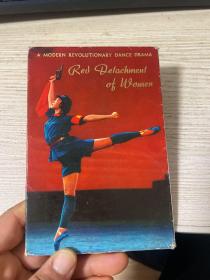 ★ A MODERN REVOLUTIONARY DANCE DRAMA
Red Detachment
of Women